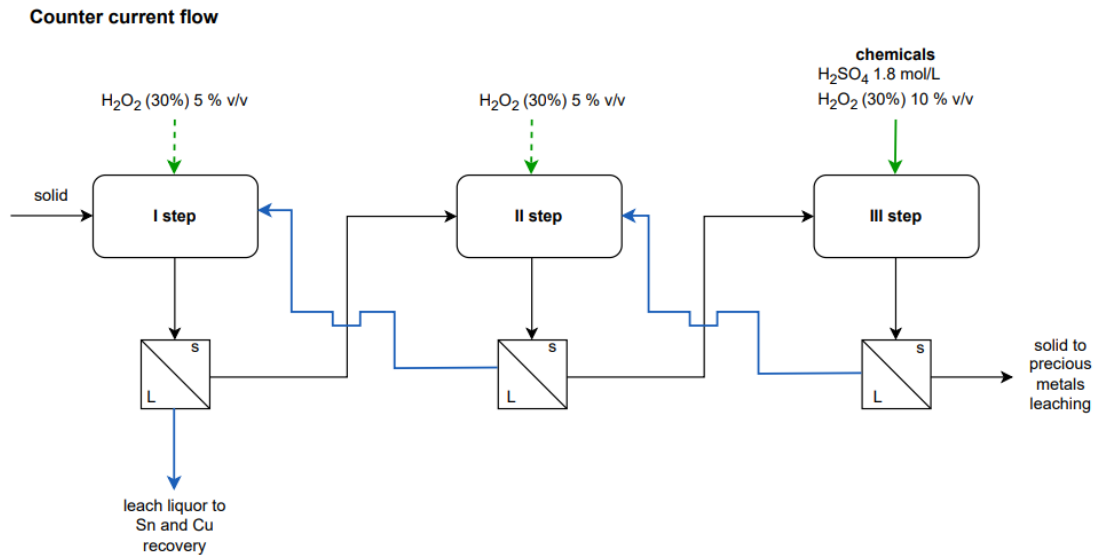 Counter current flow
chemicals
H₂SO₄ 1.8 mol/L
H₂O₂ (30%) 5 % v/v
H₂O₂ (30%) 5 % v/v
H₂O₂ (30%) 10 % v/v
solid
I step
II step
III step
s
L
s
L
s
L
solid to
precious
metals
leaching
leach liquor to
Sn and Cu
recovery